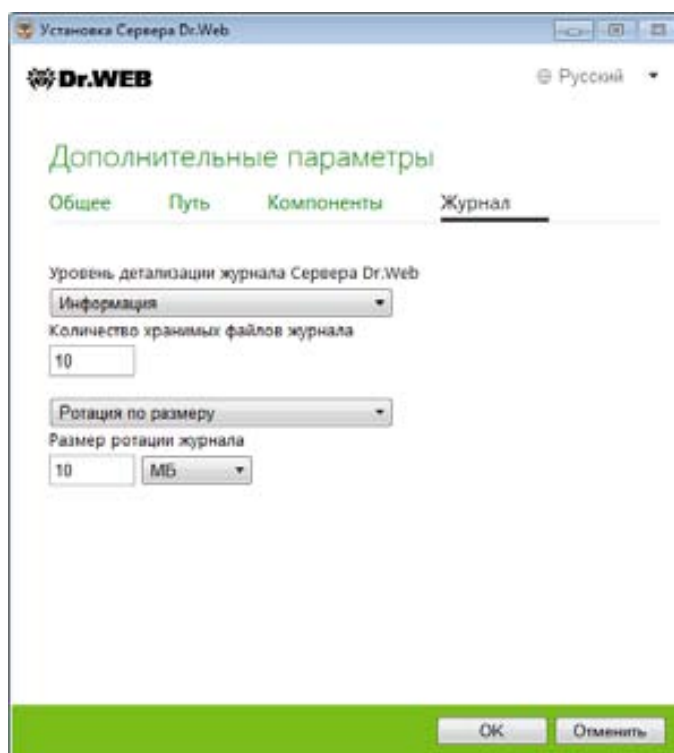 Установка Сервера Dr.Web
Dr.WEB
Русский
Дополнительные параметры
Общее Путь Компоненты Журнал
Уровень детализации журнала Сервера Dr.Web
Информация
Количество хранимых файлов журнала
10
Ротация по размеру
Размер ротации журнала
10 МБ
OK Отменить